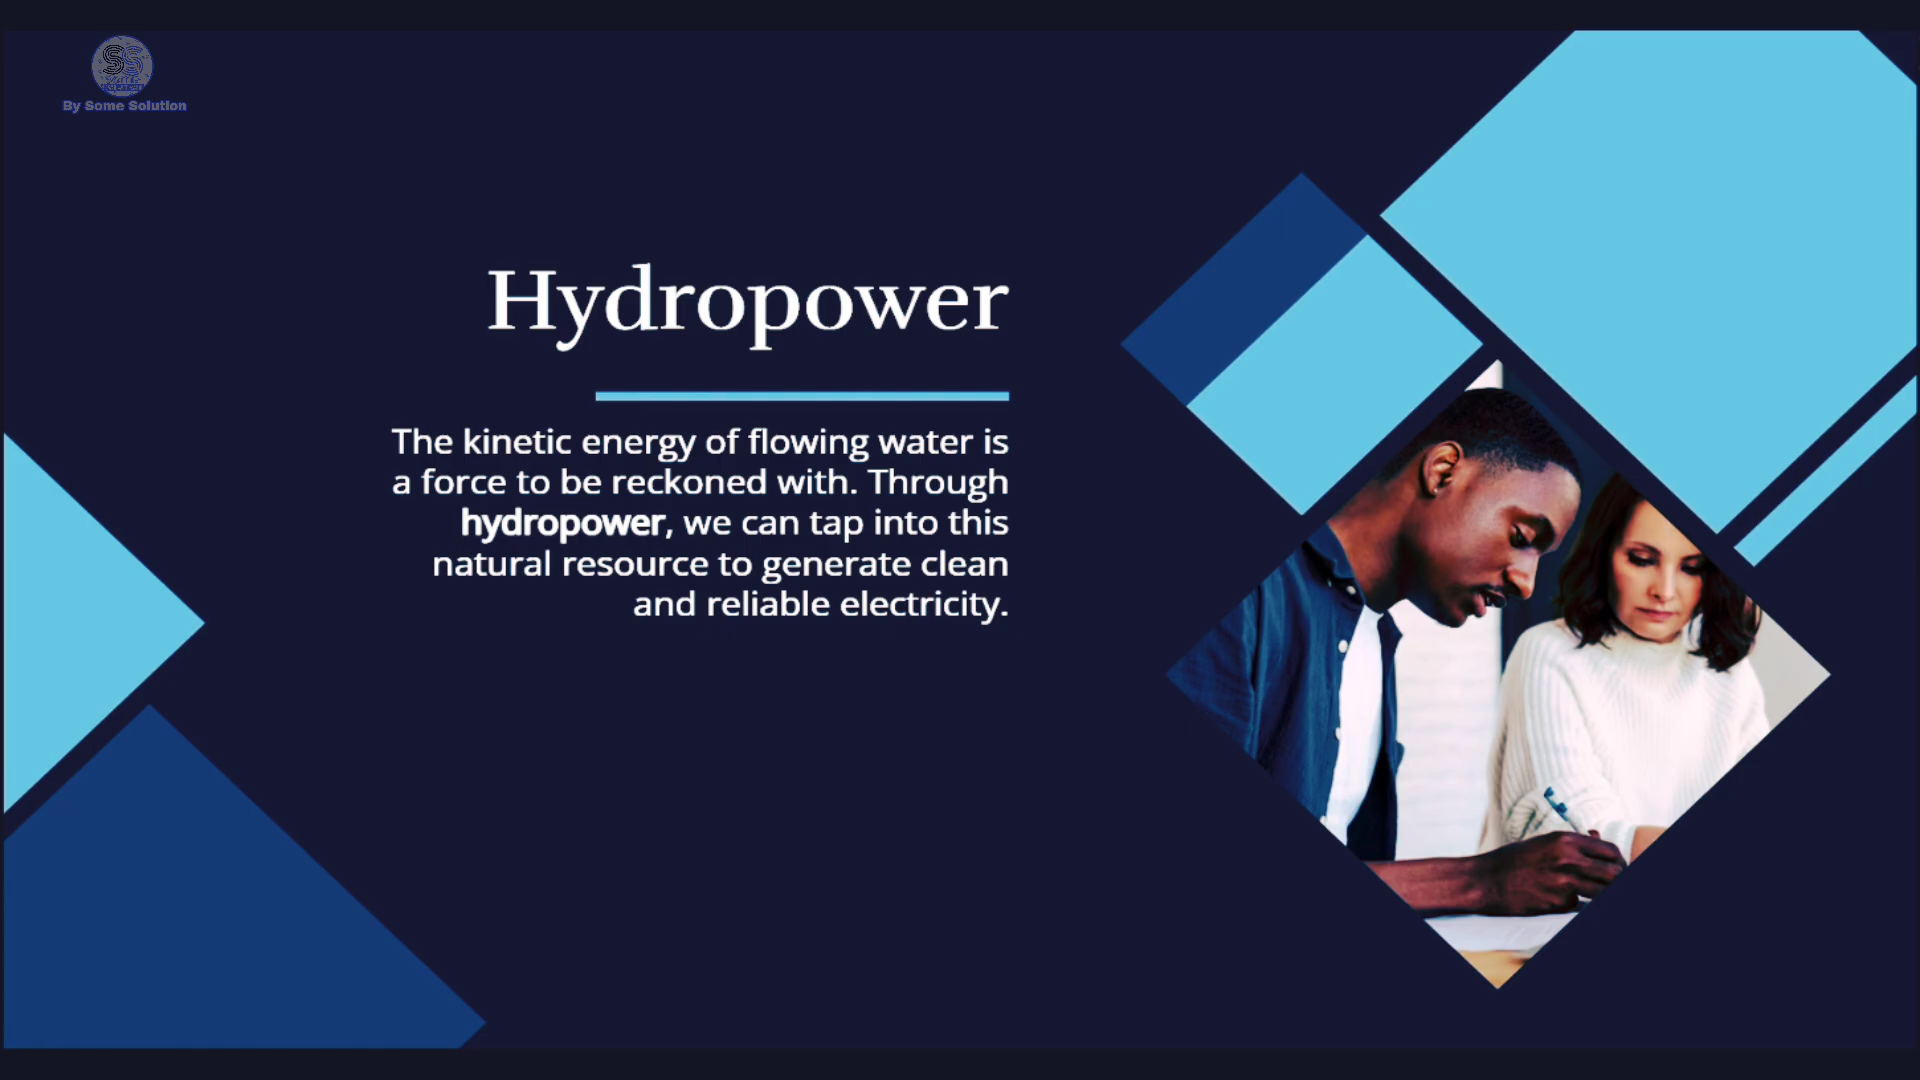 SS
By Some Solution
Hydropower
The kinetic energy of flowing water is
a force to be reckoned with. Through
hydropower, we can tap into this
natural resource to generate clean
and reliable electricity.